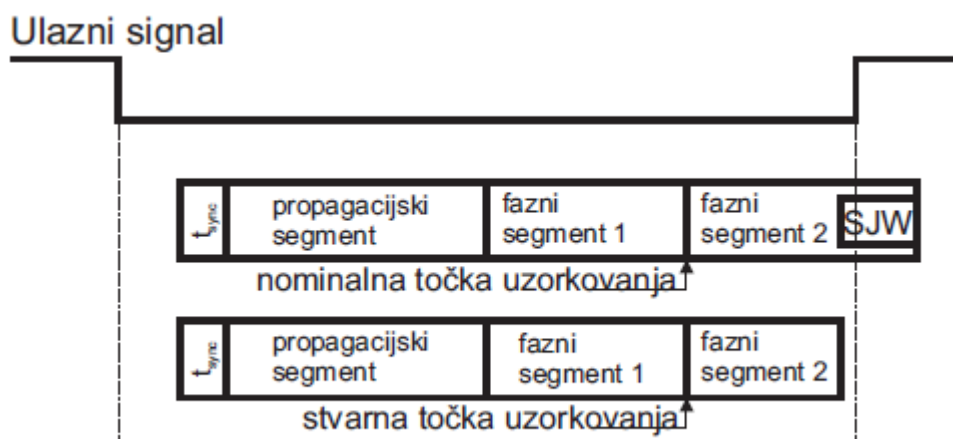 Ulazni signal
t_sync
propagacijski
segment
fazni
segment 1
fazni
segment 2
SJW
nominalna točka uzorkovanja
t_sync
propagacijski
segment
fazni
segment 1
fazni
segment 2
stvarna točka uzorkovanja